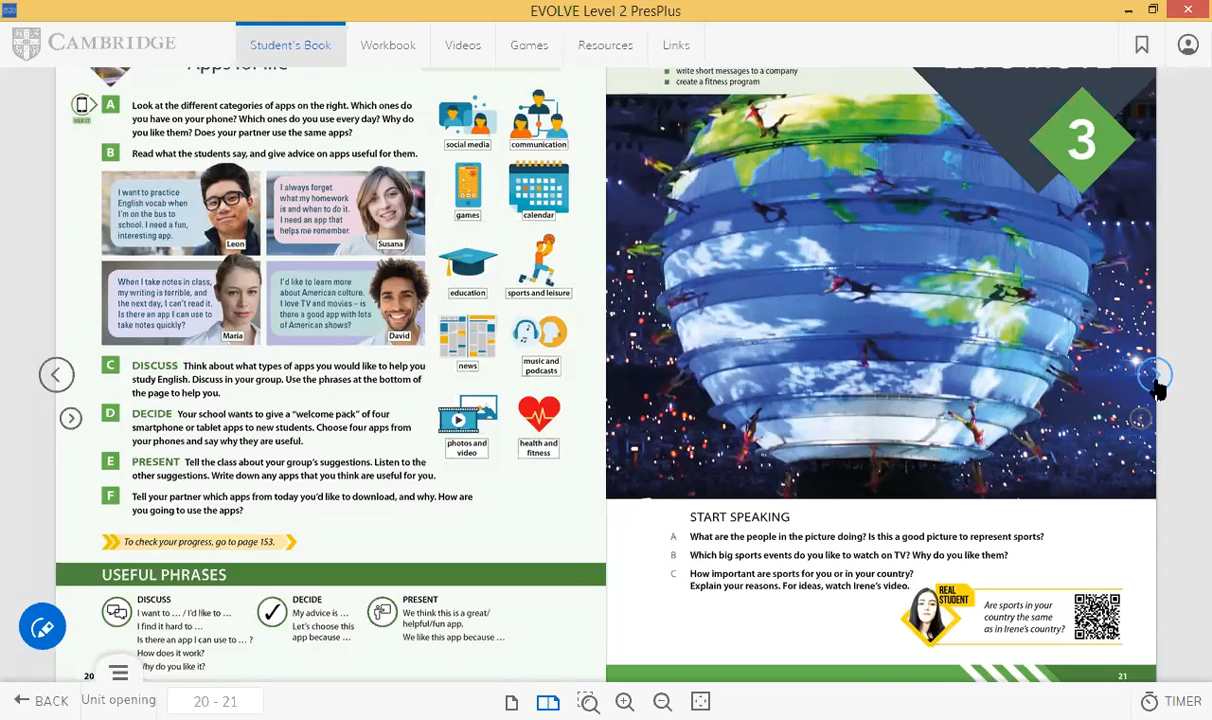 EVOLVE Level 2 PresPlus
CAMBRIDGE
Student's Book
Workbook
Videos
Games
Resources
Links
Apps for life
A
Look at the different categories of apps on the right. Which ones do
you have on your phone? Which ones do you use every day? Why do
you like them? Does your partner use the same apps?
B
Read what the students say, and give advice on apps useful for them.
I want to practice
English vocab when
I'm on the bus to
school. I need a fun,
interesting app.
Leon
I always forget
what my homework
is and when to do it.
I need an app that
helps me remember.
Susana
When I take notes in class,
my writing is terrible, and
the next day, I can't read it.
Is there an app I can use to
take notes quickly?
Maria
I'd like to learn more
about American culture.
I love TV and movies – is
there a good app with lots
of American shows?
David
social media
communication
games
calendar
education
sports and leisure
news
music and
podcasts
photos and
video
health and
fitness
C
DISCUSS Think about what types of apps you would like to help you
study English. Discuss in your group. Use the phrases at the bottom of
the page to help you.
D
DECIDE Your school wants to give a “welcome pack” of four
smartphone or tablet apps to new students. Choose four apps from
your phones and say why they are useful.
E
PRESENT Tell the class about your group's suggestions. Listen to the
other suggestions. Write down any apps that you think are useful for you.
F
Tell your partner which apps from today you'd like to download, and why. How are
you going to use the apps?
To check your progress, go to page 153.
USEFUL PHRASES
DISCUSS
I want to … / I'd like to …
I find it hard to …
Is there an app I can use to … ?
How does it work?
Why do you like it?
DECIDE
My advice is …
Let's choose this
app because …
PRESENT
We think this is a great/
helpful/fun app.
We like this app because …
20
write short messages to a company
create a fitness program
3
START SPEAKING
A What are the people in the picture doing? Is this a good picture to represent sports?
B Which big sports events do you like to watch on TV? Why do you like them?
C How important are sports for you or in your country?
Explain your reasons. For ideas, watch Irene's video.
REAL
STUDENT
Are sports in your
country the same
as in Irene's country?
21
BACK
Unit opening
20 - 21
TIMER